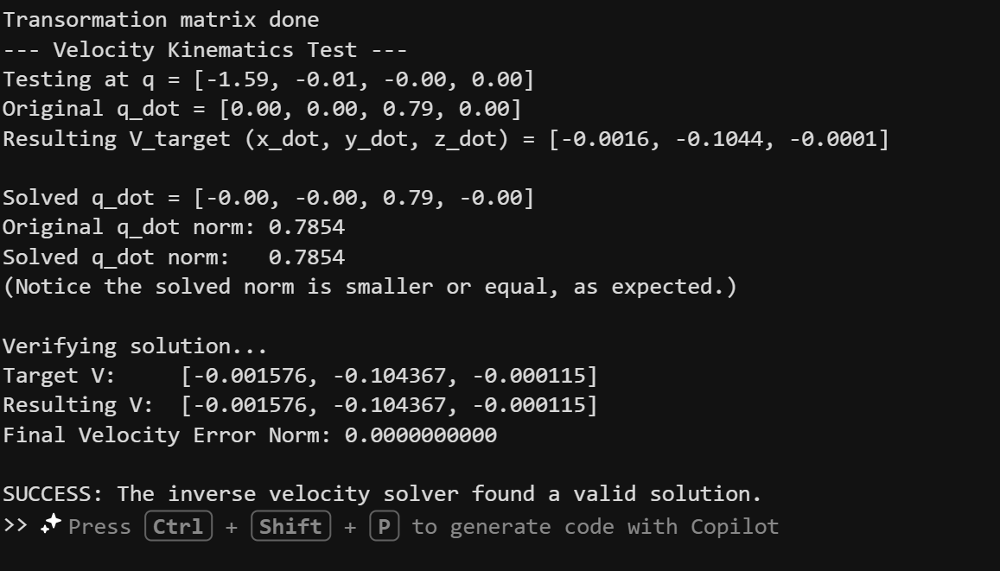 Transormation matrix done
--- Velocity Kinematics Test ---
Testing at q = [-1.59, -0.01, -0.00, 0.00]
Original q_dot = [0.00, 0.00, 0.79, 0.00]
Resulting V_target (x_dot, y_dot, z_dot) = [-0.0016, -0.1044, -0.0001]
Solved q_dot = [-0.00, -0.00, 0.79, -0.00]
Original q_dot norm: 0.7854
Solved q_dot norm:   0.7854
(Notice the solved norm is smaller or equal, as expected.)
Verifying solution...
Target V:     [-0.001576, -0.104367, -0.000115]
Resulting V:  [-0.001576, -0.104367, -0.000115]
Final Velocity Error Norm: 0.0000000000
SUCCESS: The inverse velocity solver found a valid solution.
>> Press Ctrl + Shift + P to generate code with Copilot